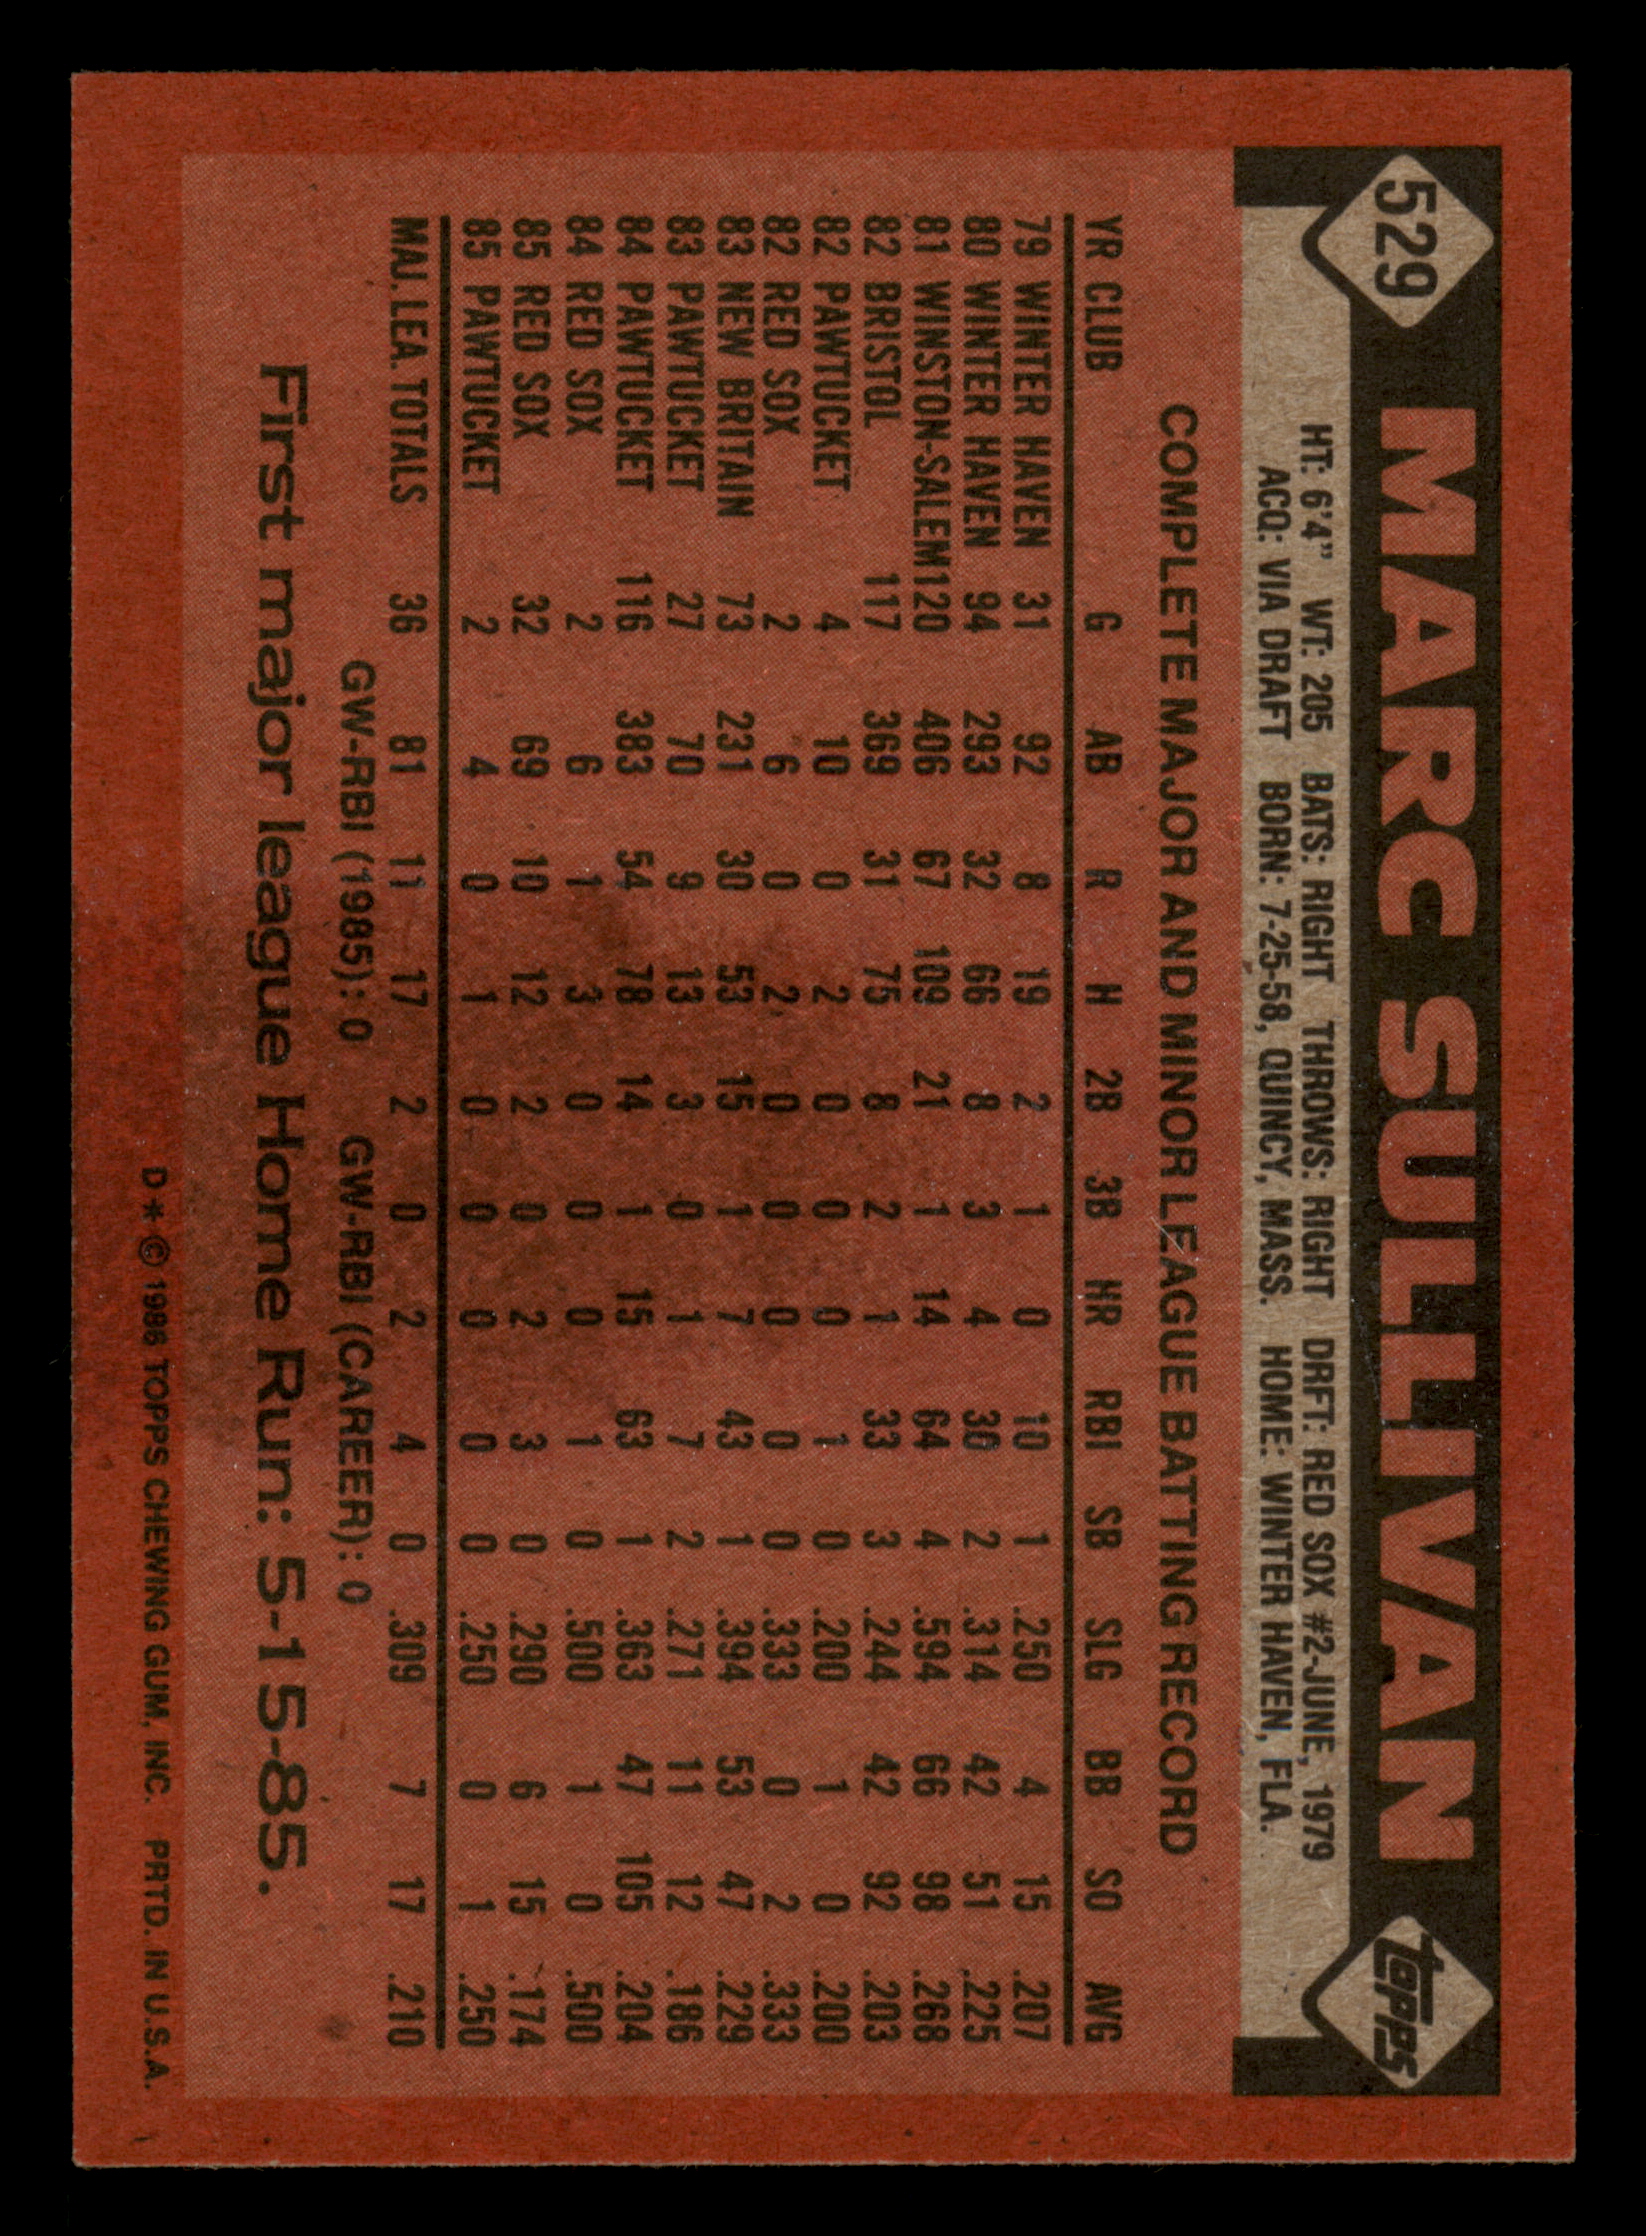 529 MARC SULLIVAN topps
HT: 6'4" WT: 205 BATS: RIGHT THROWS: RIGHT DRFT: RED SOX #2-JUNE, 1979
ACQ: VIA DRAFT BORN: 7-25-58, QUINCY, MASS. HOME: WINTER HAVEN, FLA.
COMPLETE MAJOR AND MINOR LEAGUE BATTING RECORD
YR CLUB G AB R H 2B 3B HR RBI SB SLG BB SO AVG
79 WINTER HAVEN 31 92 8 19 2 1 0 10 1 .250 4 15 .207
80 WINTER HAVEN 94 293 32 66 8 3 4 30 2 .314 42 51 .225
81 WINSTON-SALEM 120 406 67 109 21 1 14 64 4 .594 66 98 .268
82 BRISTOL 117 369 31 75 8 2 1 33 3 .244 42 92 .203
82 PAWTUCKET 4 10 0 2 0 0 0 1 0 .200 1 0 .200
82 RED SOX 2 6 0 2 0 0 0 0 0 .333 0 2 .333
83 NEW BRITAIN 73 231 30 53 15 1 7 43 1 .394 53 47 .229
83 PAWTUCKET 27 70 9 13 3 0 1 7 2 .271 11 12 .186
84 PAWTUCKET 116 383 54 78 14 1 15 63 1 .363 47 105 .204
84 RED SOX 2 6 1 3 0 0 0 1 0 .500 1 0 .500
85 RED SOX 32 69 10 12 2 0 2 3 0 .290 6 15 .174
85 PAWTUCKET 2 4 0 1 0 0 0 0 0 .250 0 1 .250
MAJ. LEA. TOTALS 36 81 11 17 2 0 2 4 0 .309 7 17 .210
GW-RBI (1985): 0 GW-RBI (CAREER): 0
First major league Home Run: 5-15-85.
D * © 1986 TOPPS CHEWING GUM, INC. PRTD. IN U.S.A.